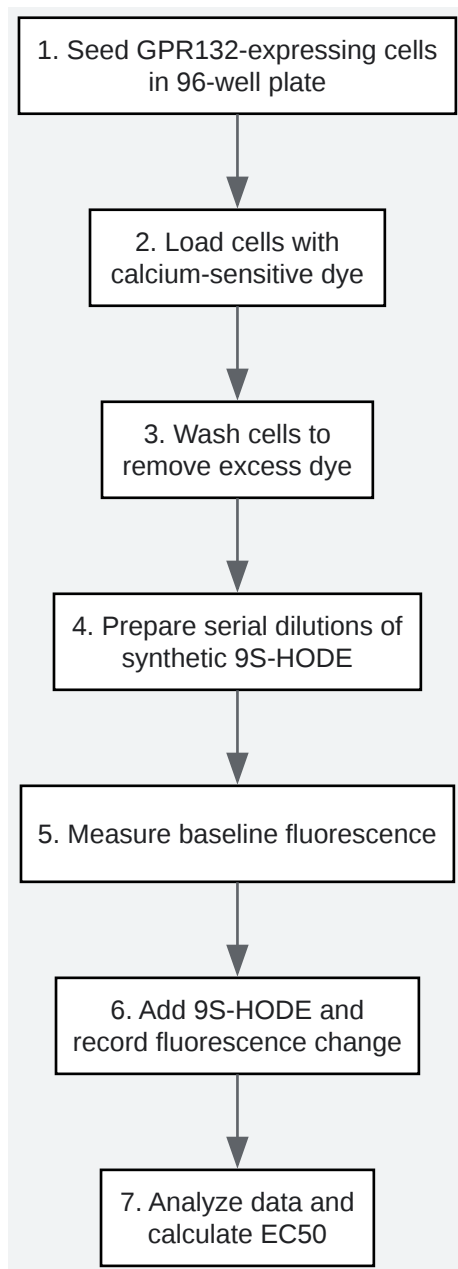 1. Seed GPR132-expressing cells
in 96-well plate
2. Load cells with
calcium-sensitive dye
3. Wash cells to
remove excess dye
4. Prepare serial dilutions of
synthetic 9S-HODE
5. Measure baseline fluorescence
6. Add 9S-HODE and
record fluorescence change
7. Analyze data and
calculate EC50